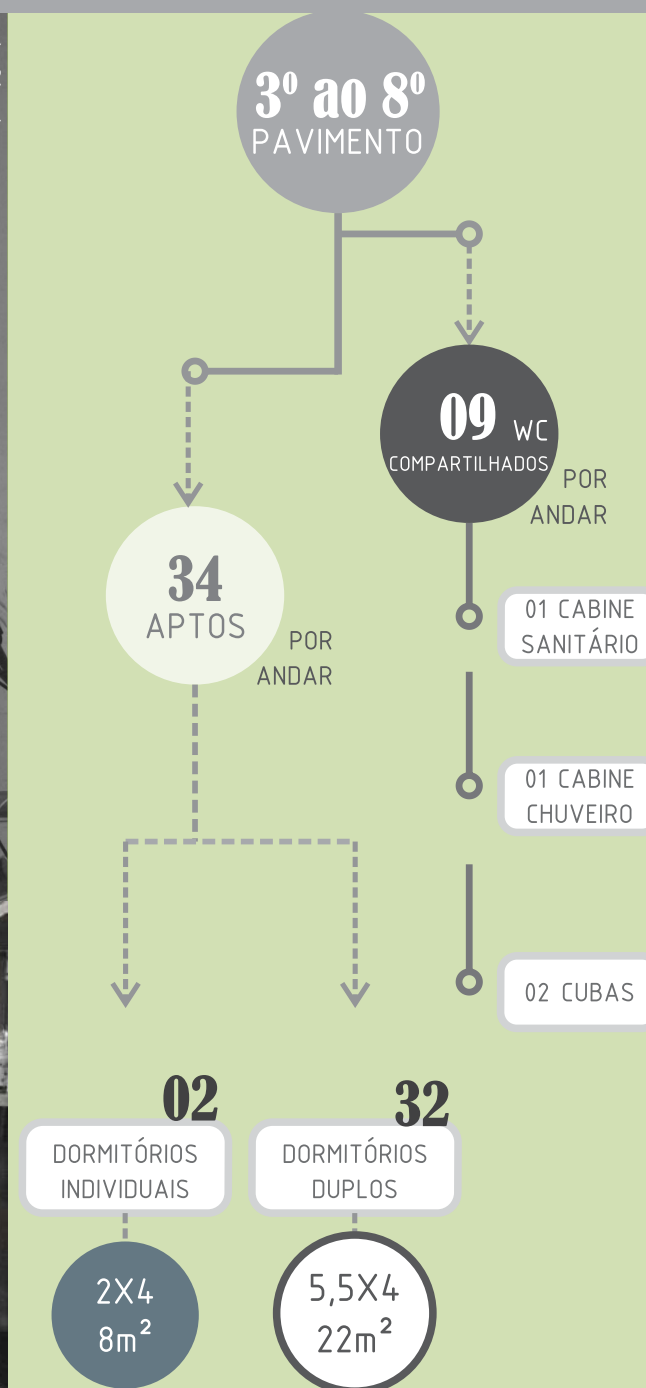 3º ao 8º
PAVIMENTO
09 WC
COMPARTILHADOS
POR
ANDAR
34
APTOS
POR
ANDAR
01 CABINE
SANITÁRIO
01 CABINE
CHUVEIRO
02 CUBAS
02
DORMITÓRIOS
INDIVIDUAIS
2X4
8m²
32
DORMITÓRIOS
DUPLOS
5,5X4
22m²